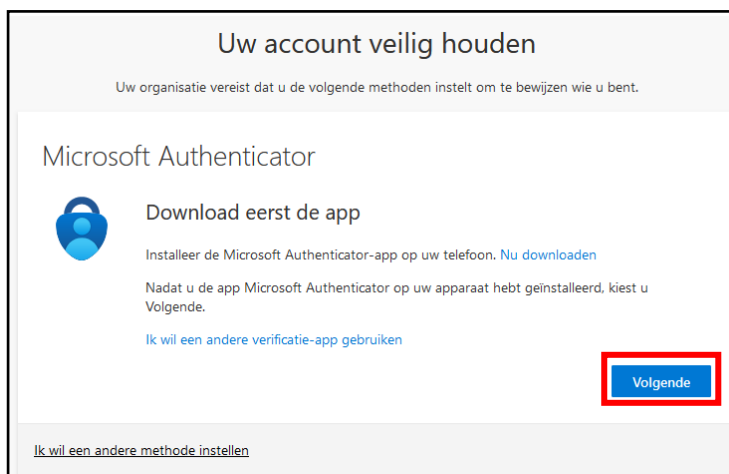 Uw account veilig houden
Uw organisatie vereist dat u de volgende methoden instelt om te bewijzen wie u bent.
Microsoft Authenticator
Download eerst de app
Installeer de Microsoft Authenticator-app op uw telefoon. Nu downloaden
Nadat u de app Microsoft Authenticator op uw apparaat hebt geïnstalleerd, kiest u
Volgende.
Ik wil een andere verificatie-app gebruiken
Volgende
Ik wil een andere methode instellen